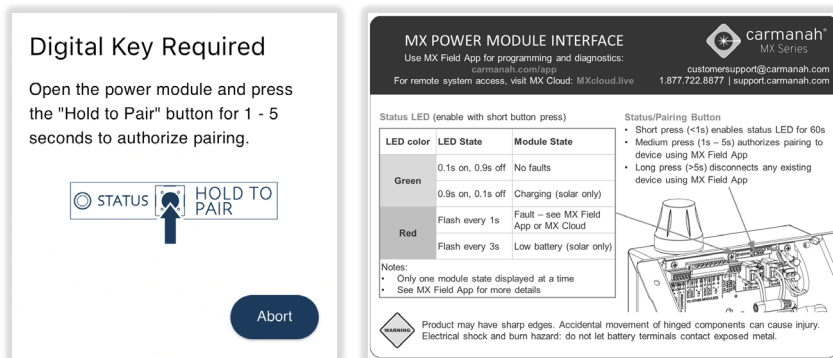 Digital Key Required
Open the power module and press
the "Hold to Pair" button for 1 - 5
seconds to authorize pairing.
STATUS
HOLD TO
PAIR
Abort
MX POWER MODULE INTERFACE
Use MX Field App for programming and diagnostics:
carmanah.com/app
For remote system access, visit MX Cloud: MXcloud.live
carmanah®
MX Series
customersupport@carmanah.com
1.877.722.8877 | support.carmanah.com
Status LED (enable with short button press)
LED color LED State Module State
Green
0.1s on, 0.9s off No faults
0.9s on, 0.1s off Charging (solar only)
Red
Flash every 1s Fault – see MX Field
App or MX Cloud
Flash every 3s Low battery (solar only)
Notes:
• Only one module state displayed at a time
• See MX Field App for more details
Status/Pairing Button
• Short press (<1s) enables status LED for 60s
• Medium press (1s – 5s) authorizes pairing to
device using MX Field App
• Long press (>5s) disconnects any existing
device using MX Field App
WARNING
Product may have sharp edges. Accidental movement of hinged components can cause injury.
Electrical shock and burn hazard: do not let battery terminals contact exposed metal.